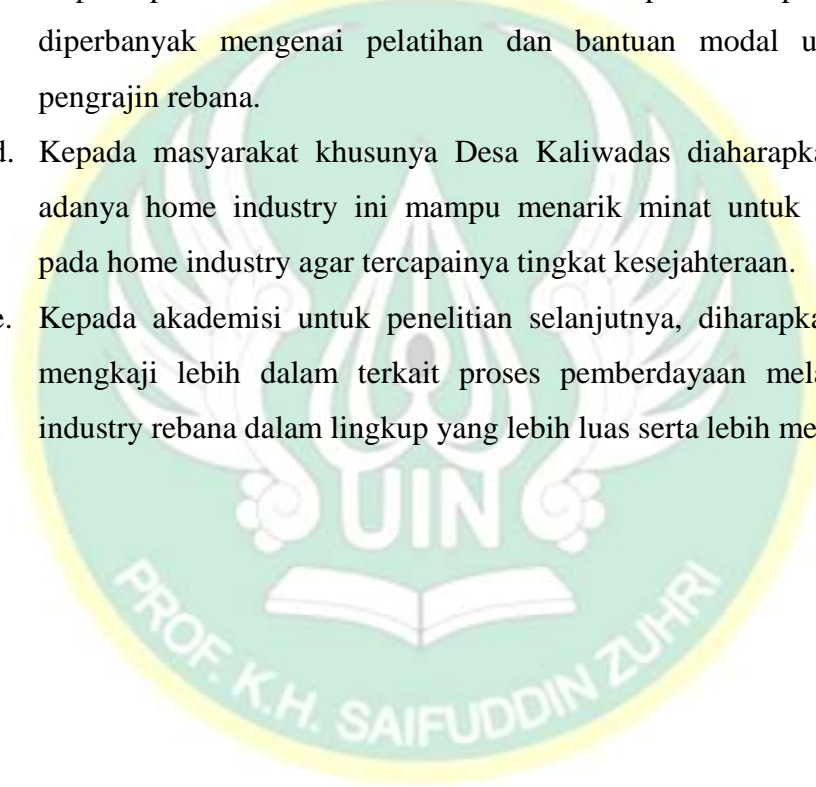 diperbanyak mengenai pelatihan dan bantuan modal u
pengrajin rebana.
d. Kepada masyarakat khusunya Desa Kaliwadas diaharapka
adanya home industry ini mampu menarik minat untuk
pada home industry agar tercapainya tingkat kesejahteraan.
e. Kepada akademisi untuk penelitian selanjutnya, diharapka
mengkaji lebih dalam terkait proses pemberdayaan mela
industry rebana dalam lingkup yang lebih luas serta lebih me
UIN
PROF. K.H. SAIFUDDIN ZUHRI